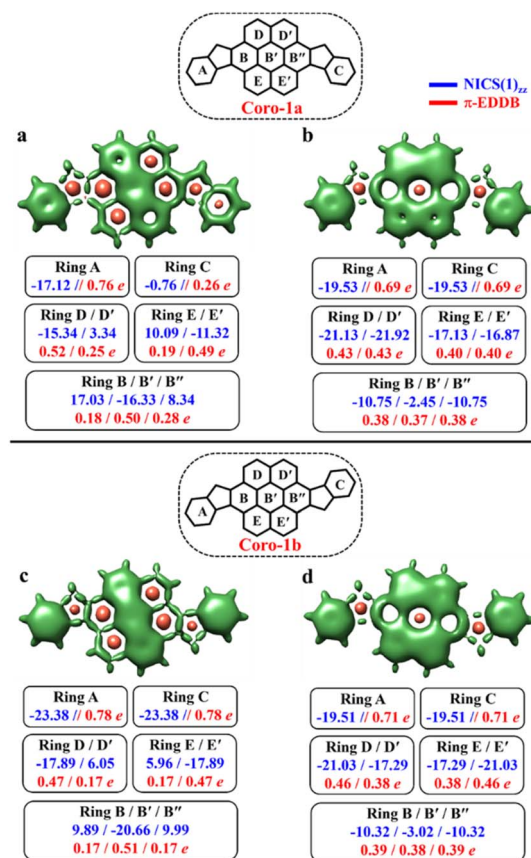 D D′
A B B′ B″ C
E E′
Coro-1a
NICS(1)zz
π-EDDB
a
b
Ring A
-17.12 // 0.76 e
Ring C
-0.76 // 0.26 e
Ring D / D′
-15.34 / 3.34
0.52 / 0.25 e
Ring E / E′
10.09 / -11.32
0.19 / 0.49 e
Ring B / B′ / B″
17.03 / -16.33 / 8.34
0.18 / 0.50 / 0.28 e
Ring A
-19.53 // 0.69 e
Ring C
-19.53 // 0.69 e
Ring D / D′
-21.13 / -21.92
0.43 / 0.43 e
Ring E / E′
-17.13 / -16.87
0.40 / 0.40 e
Ring B / B′ / B″
-10.75 / -2.45 / -10.75
0.38 / 0.37 / 0.38 e
D D′
C
A B B′ B″
E E′
Coro-1b
c
d
Ring A
-23.38 // 0.78 e
Ring C
-23.38 // 0.78 e
Ring D / D′
-17.89 / 6.05
0.47 / 0.17 e
Ring E / E′
5.96 / -17.89
0.17 / 0.47 e
Ring B / B′ / B″
9.89 / -20.66 / 9.99
0.17 / 0.51 / 0.17 e
Ring A
-19.51 // 0.71 e
Ring C
-19.51 // 0.71 e
Ring D / D′
-21.03 / -17.29
0.46 / 0.38 e
Ring E / E′
-17.29 / -21.03
0.38 / 0.46 e
Ring B / B′ / B″
-10.32 / -3.02 / -10.32
0.39 / 0.38 / 0.39 e